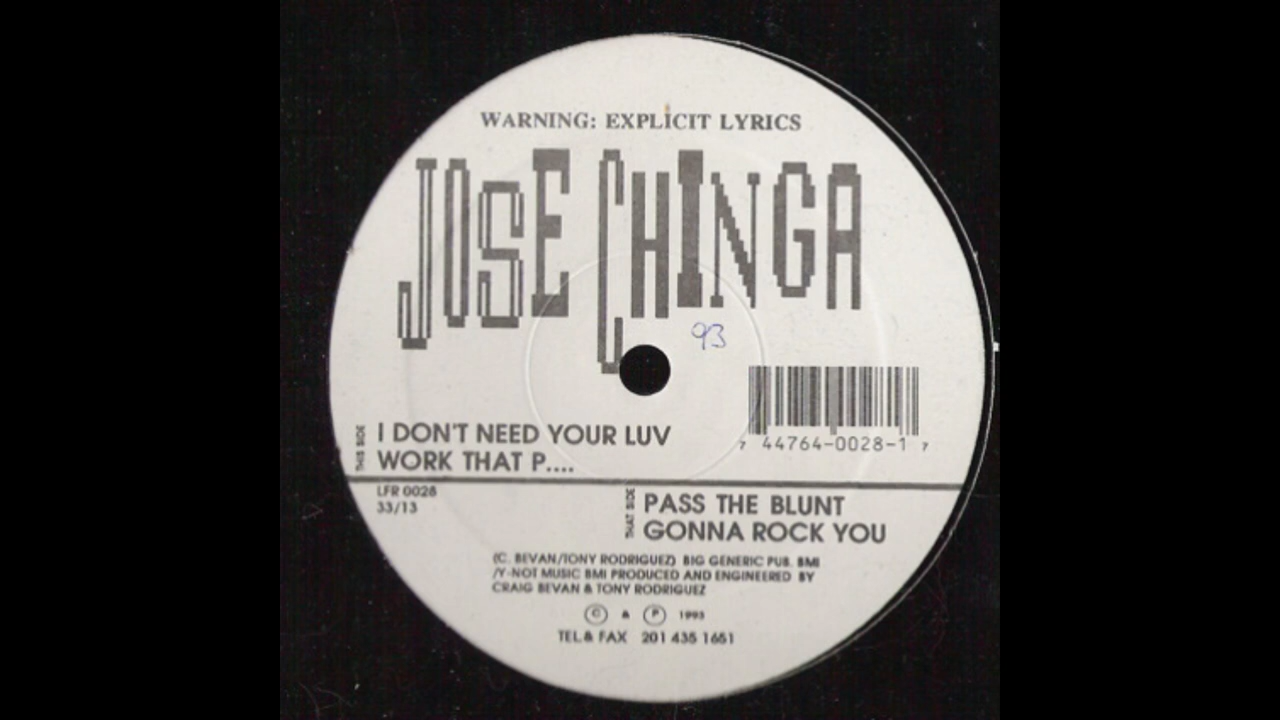 WARNING: EXPLICIT LYRICS
JOSE CHINGA
93
7 44764-0028-1 7
THIS SIDE
I DON'T NEED YOUR LUV
WORK THAT P....
LFR 0028
33/13
THAT SIDE
PASS THE BLUNT
GONNA ROCK YOU
(C. BEVAN/TONY RODRIGUEZ) BIG GENERIC PUB. BMI
/Y-NOT MUSIC BMI PRODUCED AND ENGINEERED BY
CRAIG BEVAN & TONY RODRIGUEZ
© & ℗ 1993
TEL.& FAX 201 435 1651